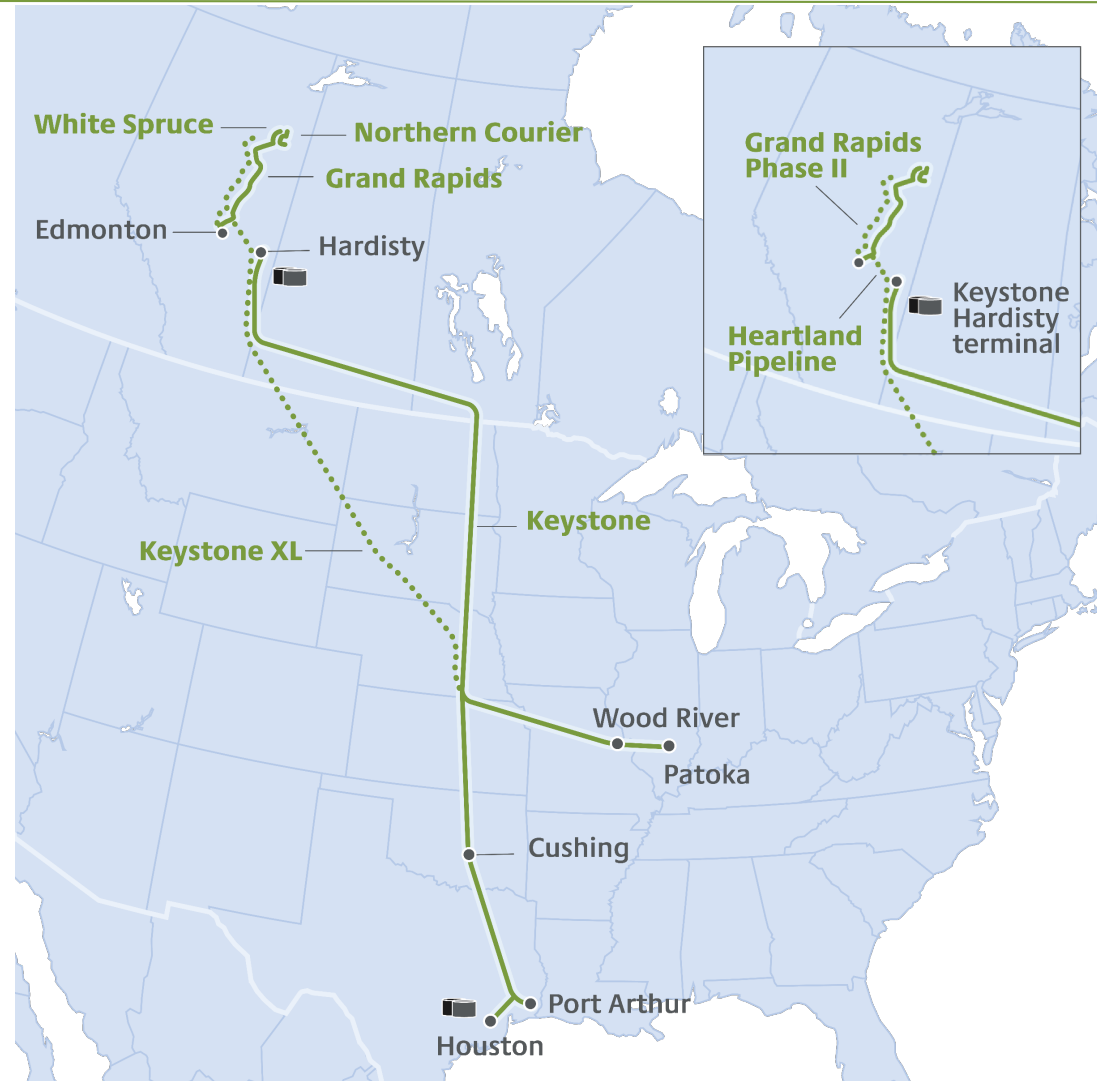 White Spruce
Northern Courier
Grand Rapids
Edmonton
Hardisty
Grand Rapids
Phase II
Keystone
Hardisty
terminal
Heartland
Pipeline
Keystone
Keystone XL
Wood River
Patoka
Cushing
Port Arthur
Houston